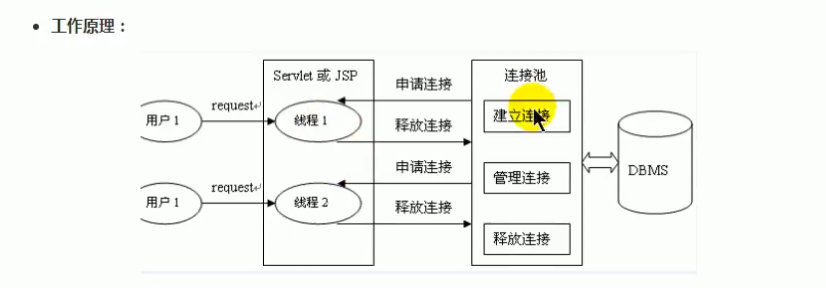 工作原理：
Servlet 或 JSP
连接池
用户 1
request
线程 1
申请连接
释放连接
建立连接
用户 1
request
线程 2
申请连接
释放连接
管理连接
释放连接
DBMS